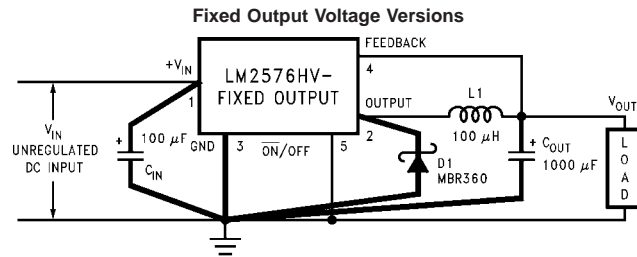 Fixed Output Voltage Versions
FEEDBACK
+VIN
4
LM2576HV-
FIXED OUTPUT
L1
OUTPUT
VOUT
1
2
100 μH
VIN
UNREGULATED
DC INPUT
+
100 μF
CIN
GND
3
ON/OFF
5
D1
MBR360
+
COUT
1000 μF
LOAD